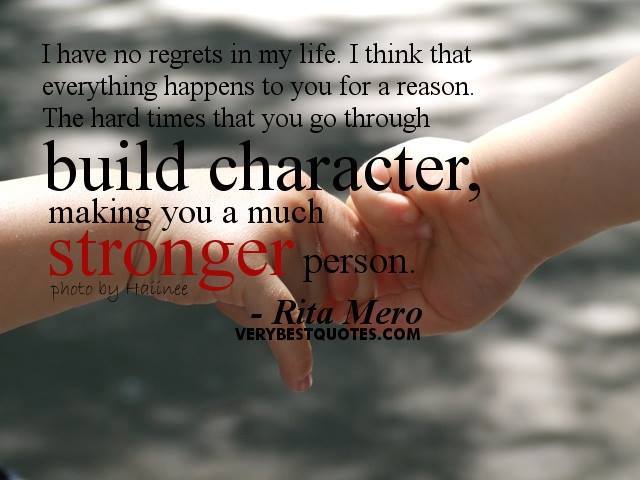 I have no regrets in my life. I think that
everything happens to you for a reason.
The hard times that you go through
build character,
making you a much
stronger person.
photo by Haiinee
- Rita Mero
VERYBESTQUOTES.COM